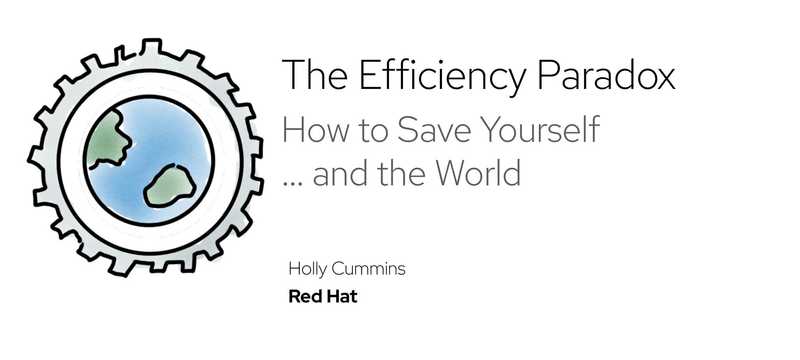 The Efficiency Paradox
How to Save Yourself
... and the World
Holly Cummins
Red Hat